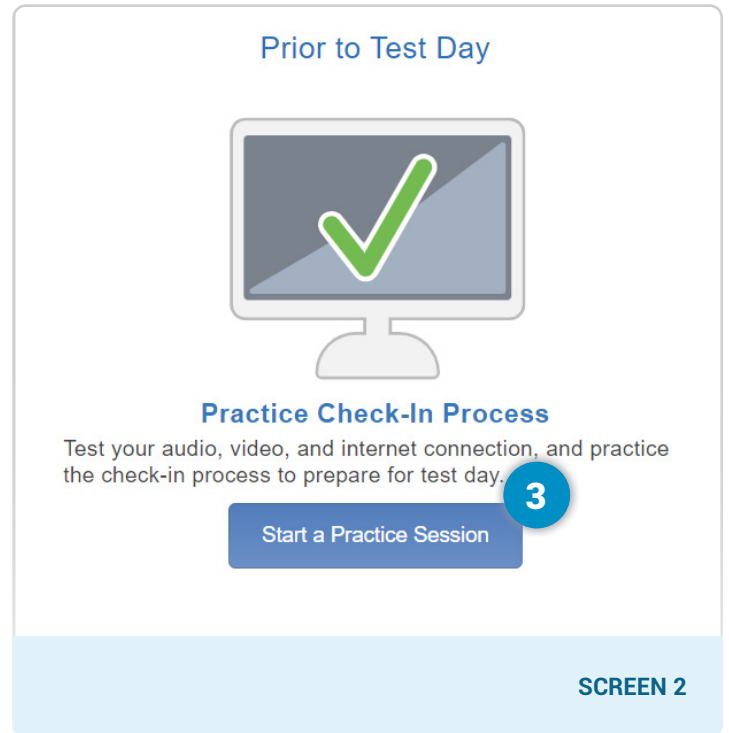 Prior to Test Day
Practice Check-In Process
Test your audio, video, and internet connection, and practice
the check-in process to prepare for test day.
3
Start a Practice Session
SCREEN 2